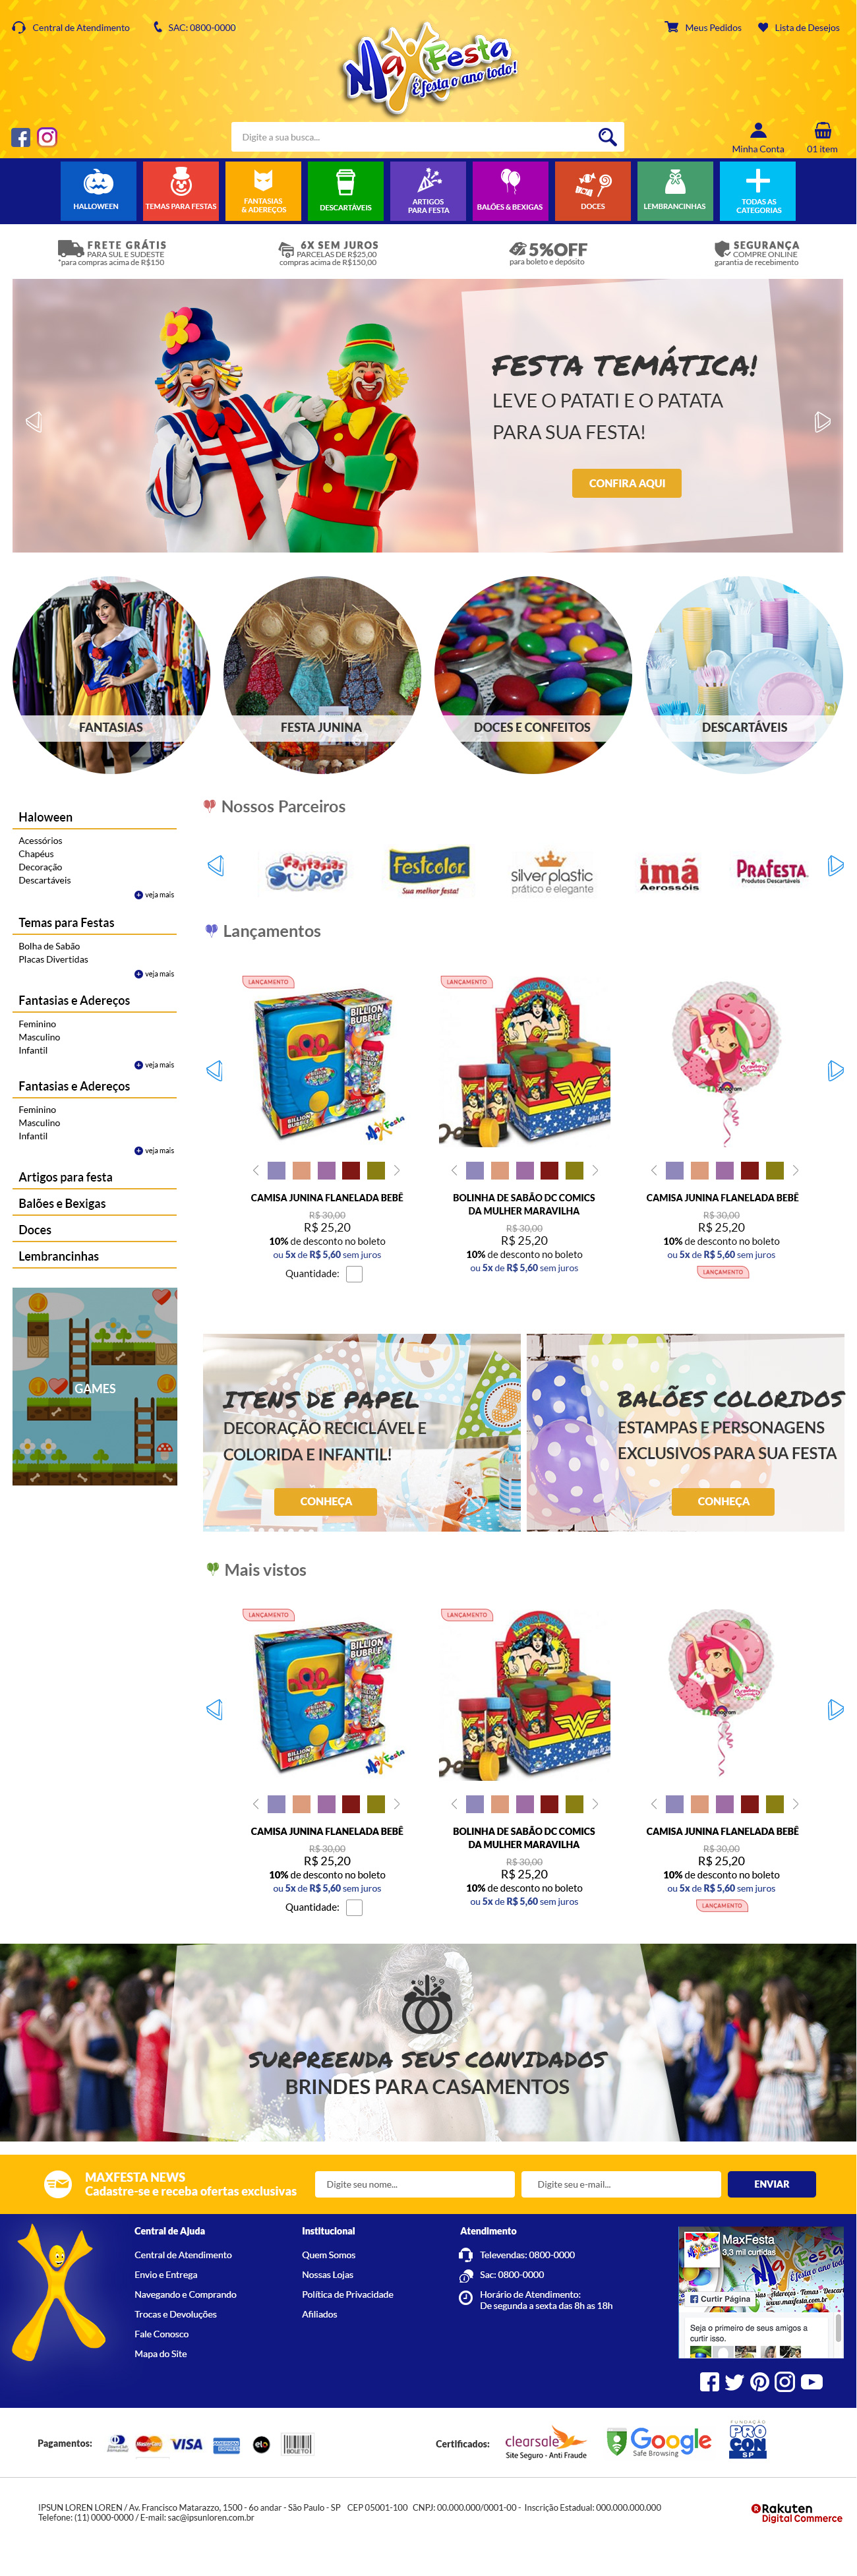 Central de Atendimento
SAC: 0800-0000
Meus Pedidos
Lista de Desejos
MaxFesta
É festa o ano todo!
Digite a sua busca...
Minha Conta
01 item
HALLOWEEN
TEMAS PARA FESTAS
FANTASIAS
& ADEREÇOS
DESCARTÁVEIS
ARTIGOS
PARA FESTA
BALÕES & BEXIGAS
DOCES
LEMBRANCINHAS
TODAS AS
CATEGORIAS
FRETE GRÁTIS
PARA SUL E SUDESTE
*para compras acima de R$150
6X SEM JUROS
PARCELAS DE R$25,00
compras acima de R$150,00
5%OFF
para boleto e depósito
SEGURANÇA
COMPRE ONLINE
garantia de recebimento
FESTA TEMÁTICA!
LEVE O PATATI E O PATATA
PARA SUA FESTA!
CONFIRA AQUI
FANTASIAS
FESTA JUNINA
DOCES E CONFEITOS
DESCARTÁVEIS
Haloween
Acessórios
Chapéus
Decoração
Descartáveis
veja mais
Temas para Festas
Bolha de Sabão
Placas Divertidas
veja mais
Fantasias e Adereços
Feminino
Masculino
Infantil
veja mais
Fantasias e Adereços
Feminino
Masculino
Infantil
veja mais
Artigos para festa
Balões e Bexigas
Doces
Lembrancinhas
GAMES
Nossos Parceiros
Fantasias Super
Festcolor
Sua melhor festa!
silver plastic
prático e elegante
imã
Aerossóis
PRAFESTA
Produtos Descartáveis
Lançamentos
LANÇAMENTO
LANÇAMENTO
BILLION BUBBLE
MaxFesta
CAMISA JUNINA FLANELADA BEBÊ
R$ 30,00
R$ 25,20
10% de desconto no boleto
ou 5x de R$ 5,60 sem juros
Quantidade:
BOLINHA DE SABÃO DC COMICS
DA MULHER MARAVILHA
R$ 30,00
R$ 25,20
10% de desconto no boleto
ou 5x de R$ 5,60 sem juros
CAMISA JUNINA FLANELADA BEBÊ
R$ 30,00
R$ 25,20
10% de desconto no boleto
ou 5x de R$ 5,60 sem juros
LANÇAMENTO
ITENS DE PAPEL
DECORAÇÃO RECICLÁVEL E
COLORIDA E INFANTIL!
CONHEÇA
BALÕES COLORIDOS
ESTAMPAS E PERSONAGENS
EXCLUSIVOS PARA SUA FESTA
CONHEÇA
Mais vistos
LANÇAMENTO
LANÇAMENTO
BILLION BUBBLE
MaxFesta
CAMISA JUNINA FLANELADA BEBÊ
R$ 30,00
R$ 25,20
10% de desconto no boleto
ou 5x de R$ 5,60 sem juros
Quantidade:
BOLINHA DE SABÃO DC COMICS
DA MULHER MARAVILHA
R$ 30,00
R$ 25,20
10% de desconto no boleto
ou 5x de R$ 5,60 sem juros
CAMISA JUNINA FLANELADA BEBÊ
R$ 30,00
R$ 25,20
10% de desconto no boleto
ou 5x de R$ 5,60 sem juros
LANÇAMENTO
SURPREENDA SEUS CONVIDADOS
BRINDES PARA CASAMENTOS
MAXFESTA NEWS
Cadastre-se e receba ofertas exclusivas
Digite seu nome...
Digite seu e-mail...
ENVIAR
Central de Ajuda
Central de Atendimento
Envio e Entrega
Navegando e Comprando
Trocas e Devoluções
Fale Conosco
Mapa do Site
Institucional
Quem Somos
Nossas Lojas
Política de Privacidade
Afiliados
Atendimento
Televendas: 0800-0000
Sac: 0800-0000
Horário de Atendimento:
De segunda a sexta das 8h as 18h
MaxFesta
3,3 mil curtidas
Curtir Página
www.maxfesta.com.br
Seja o primeiro de seus amigos a
curtir isso.
Pagamentos:
MasterCard
VISA
elo
BOLETO
Certificados:
clearsale
Site Seguro - Anti Fraude
Google
Safe Browsing
FUNDAÇÃO
PROCON
SP
IPSUN LOREN LOREN / Av. Francisco Matarazzo, 1500 - 6o andar - São Paulo - SP CEP 05001-100 CNPJ: 00.000.000/0001-00 - Inscrição Estadual: 000.000.000.000
Telefone: (11) 0000-0000 / E-mail: sac@ipsunloren.com.br
Rakuten
Digital Commerce